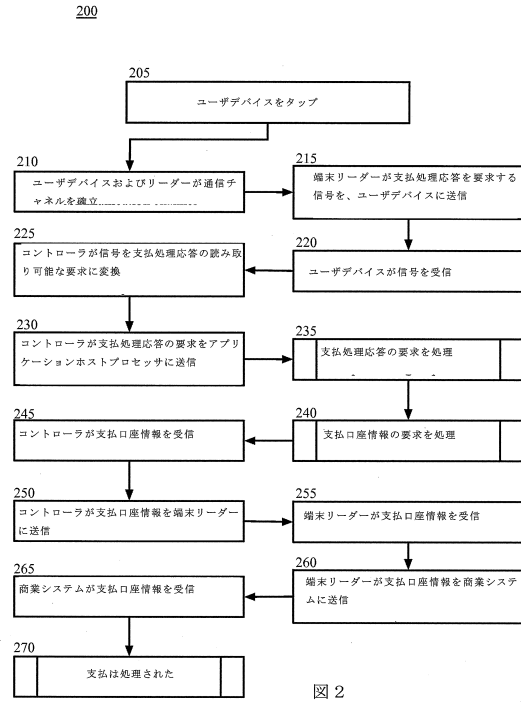 200
205
ユーザデバイスをタップ
210
ユーザデバイスおよびリーダーが通信チ
ャネルを確立
215
端末リーダーが支払処理応答を要求する
信号を、ユーザデバイスに送信
220
ユーザデバイスが信号を受信
225
コントローラが信号を支払処理応答の読み取
り可能な要求に変換
230
コントローラが支払処理応答の要求をアプリ
ケーションホストプロセッサに送信
235
支払処理応答の要求を処理
240
支払口座情報の要求を処理
245
コントローラが支払口座情報を受信
250
コントローラが支払口座情報を端末リーダー
に送信
255
端末リーダーが支払口座情報を受信
260
端末リーダーが支払口座情報を商業システ
ムに送信
265
商業システムが支払口座情報を受信
270
支払は処理された
図2